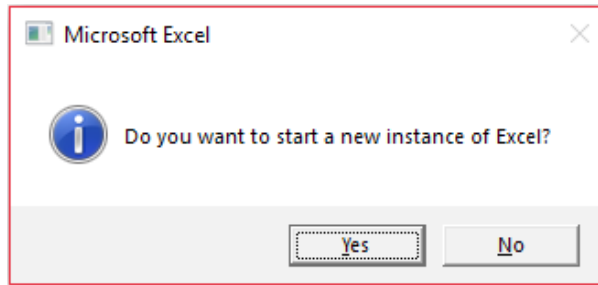 Microsoft Excel
Do you want to start a new instance of Excel?
Yes
No